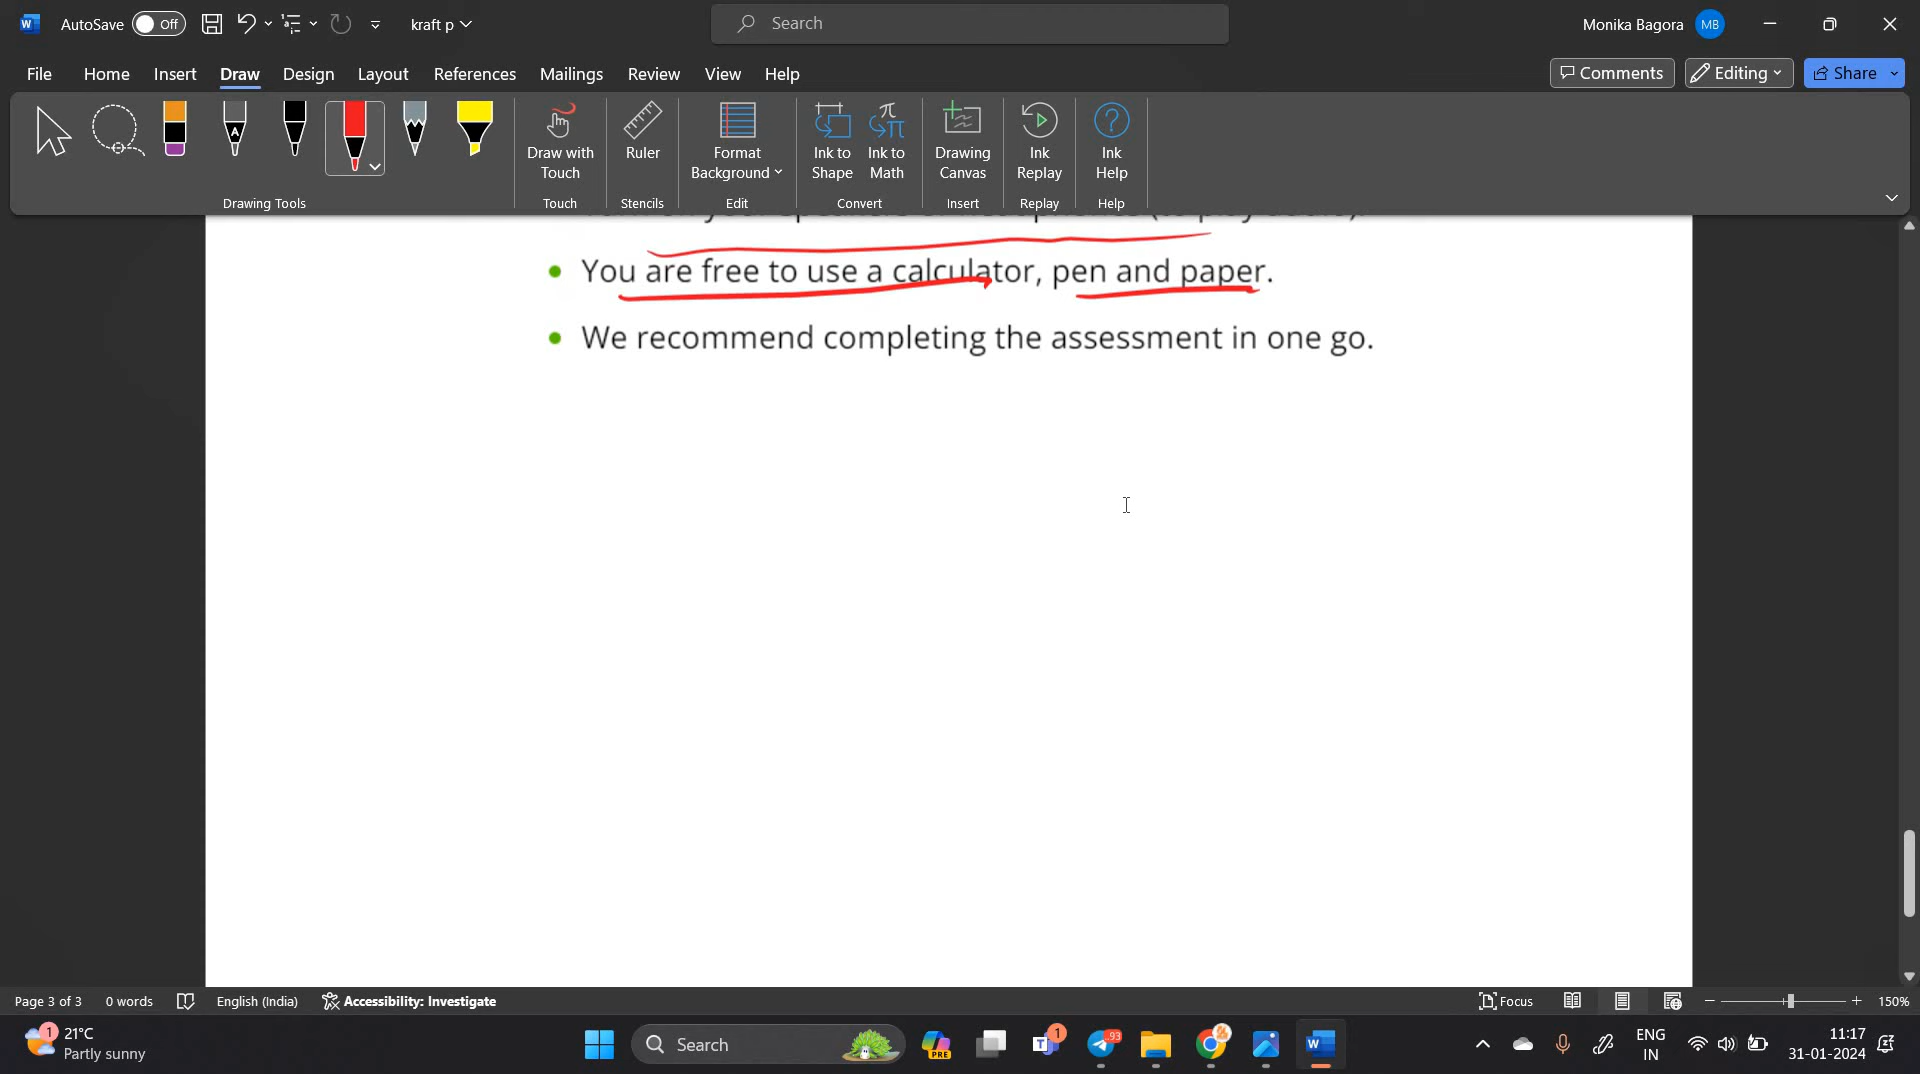 AutoSave Off kraft p Search Monika Bagora MB
File Home Insert Draw Design Layout References Mailings Review View Help Comments Editing Share
Draw with Touch
Ruler
Format Background
Ink to Shape
Ink to Math
Drawing Canvas
Ink Replay
Ink Help
Drawing Tools Touch Stencils Edit Convert Insert Replay Help
You are free to use a calculator, pen and paper.
We recommend completing the assessment in one go.
Page 3 of 3 0 words English (India) Accessibility: Investigate Focus 150%
1 21°C
Partly sunny
Search
PRE
1
93
ENG
IN
11:17
31-01-2024